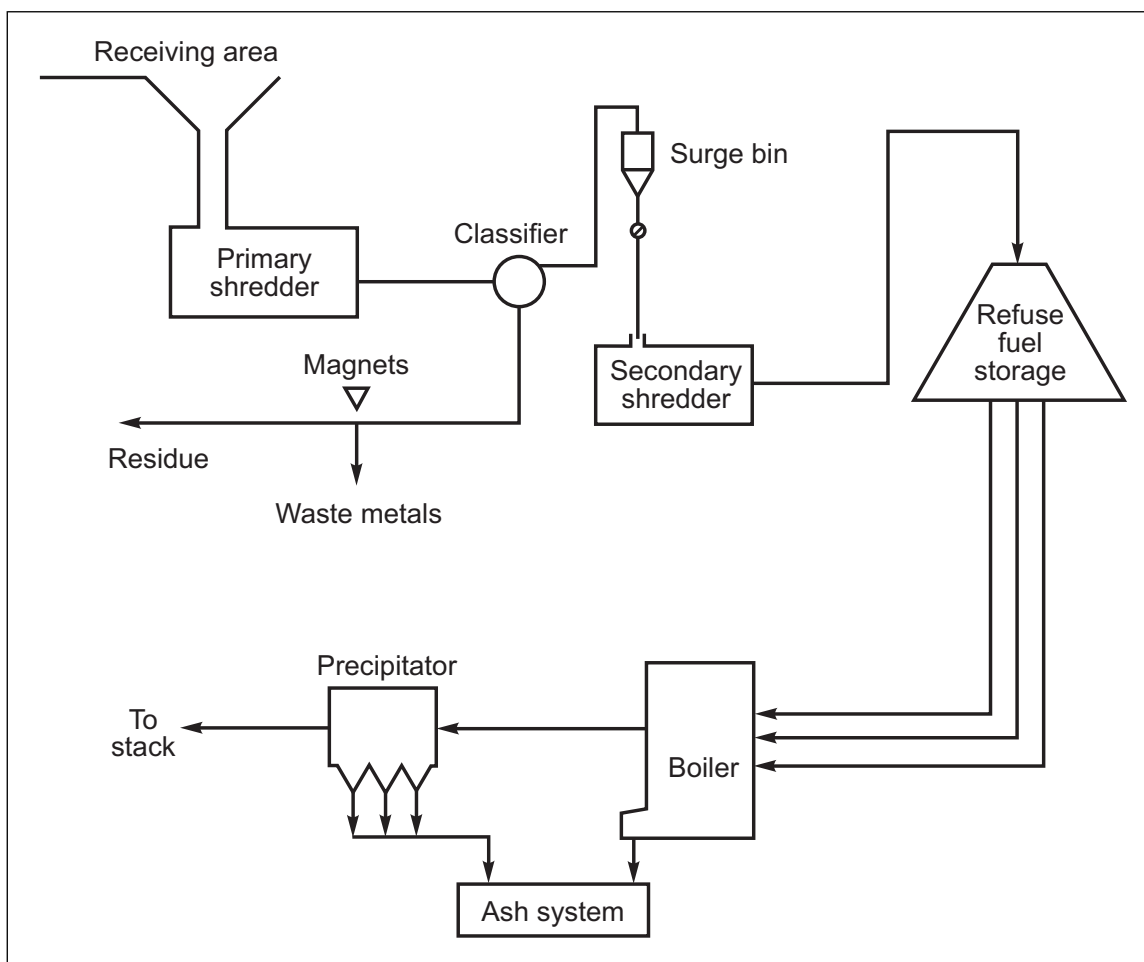 Receiving area
Surge bin
Classifier
Primary
shredder
Refuse
fuel
storage
Magnets
Secondary
shredder
Residue
Waste metals
Precipitator
To
stack
Boiler
Ash system